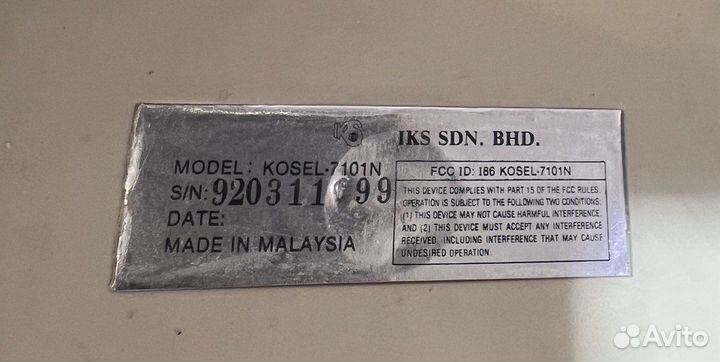 IKS
IKS SDN. BHD.
MODEL: KOSEL-7101N
S/N: 920311 99
DATE:
MADE IN MALAYSIA
FCC ID: I86 KOSEL-7101N
THIS DEVICE COMPLIES WITH PART 15 OF THE FCC RULES.
OPERATION IS SUBJECT TO THE FOLLOWING TWO CONDITIONS:
(1) THIS DEVICE MAY NOT CAUSE HARMFUL INTERFERENCE.
AND (2) THIS DEVICE MUST ACCEPT ANY INTERFERENCE
RECEIVED, INCLUDING INTERFERENCE THAT MAY CAUSE
UNDESIRED OPERATION.
Avito